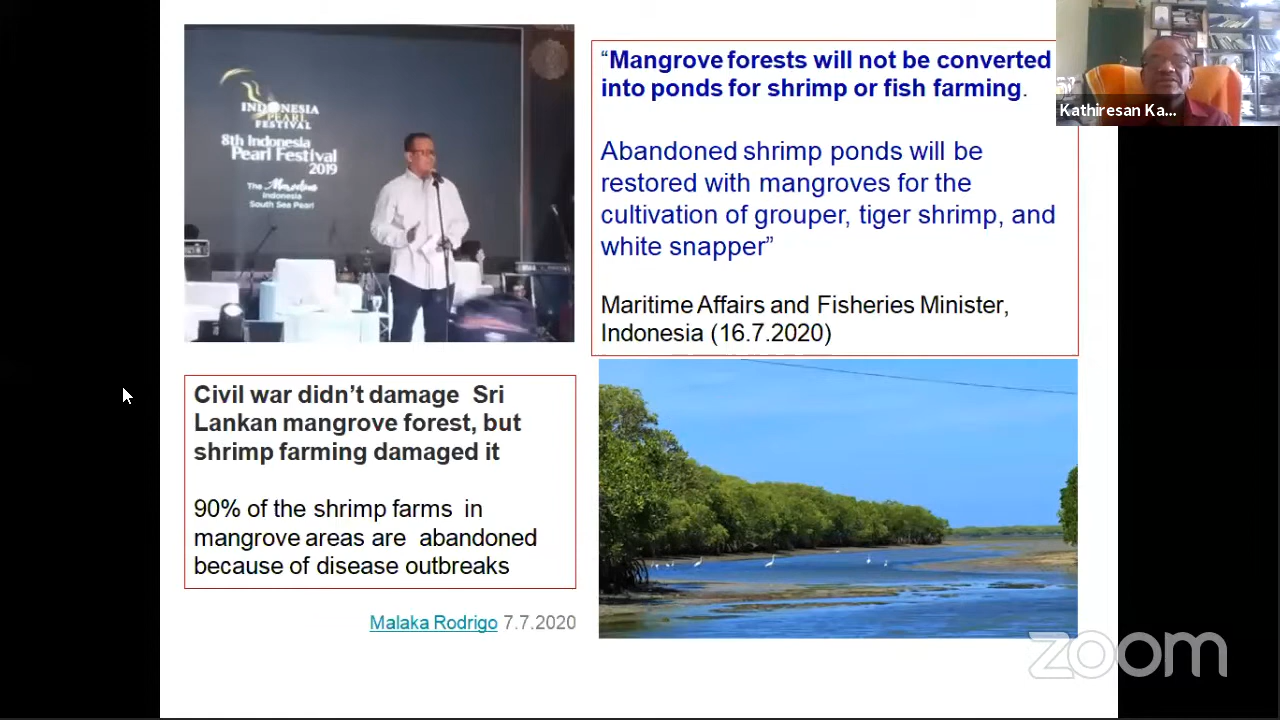 INDONESIA
PEARL
FESTIVAL
8th Indonesia
Pearl Festival
2019
The
Indonesia
South Sea Pearl
“Mangrove forests will not be converted
into ponds for shrimp or fish farming.
Abandoned shrimp ponds will be
restored with mangroves for the
cultivation of grouper, tiger shrimp, and
white snapper”
Maritime Affairs and Fisheries Minister,
Indonesia (16.7.2020)
Kathiresan Ka...
Civil war didn’t damage Sri
Lankan mangrove forest, but
shrimp farming damaged it
90% of the shrimp farms in
mangrove areas are abandoned
because of disease outbreaks
Malaka Rodrigo 7.7.2020
zoom